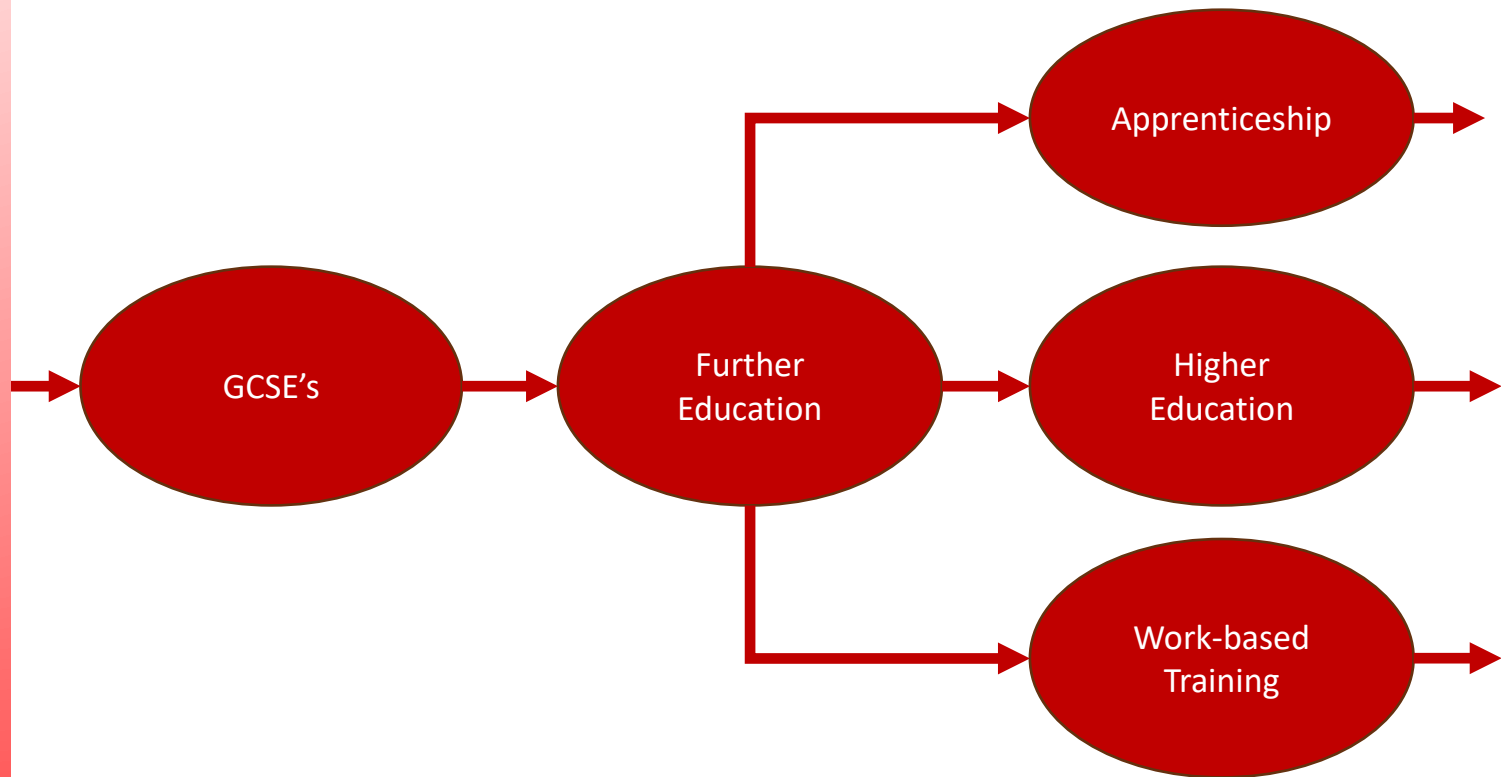 GCSE’s
Further
Education
Apprenticeship
Higher
Education
Work-based
Training